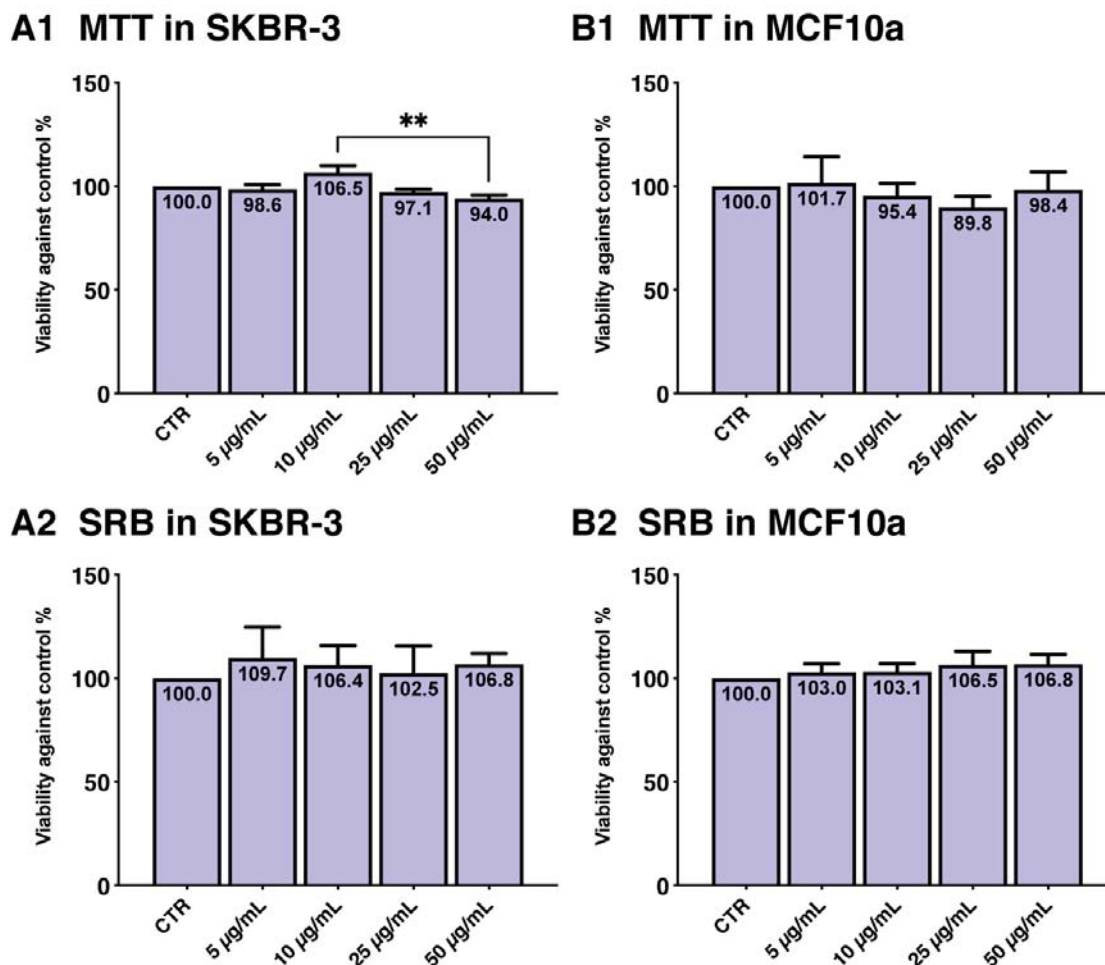 A1 MTT in SKBR-3
Viability against control %
150
100
50
0
**
100.0
98.6
106.5
97.1
94.0
CTR
5 µg/mL
10 µg/mL
25 µg/mL
50 µg/mL
B1 MTT in MCF10a
Viability against control %
150
100
50
0
100.0
101.7
95.4
89.8
98.4
CTR
5 µg/mL
10 µg/mL
25 µg/mL
50 µg/mL
A2 SRB in SKBR-3
Viability against control %
150
100
50
0
100.0
109.7
106.4
102.5
106.8
CTR
5 µg/mL
10 µg/mL
25 µg/mL
50 µg/mL
B2 SRB in MCF10a
Viability against control %
150
100
50
0
100.0
103.0
103.1
106.5
106.8
CTR
5 µg/mL
10 µg/mL
25 µg/mL
50 µg/mL